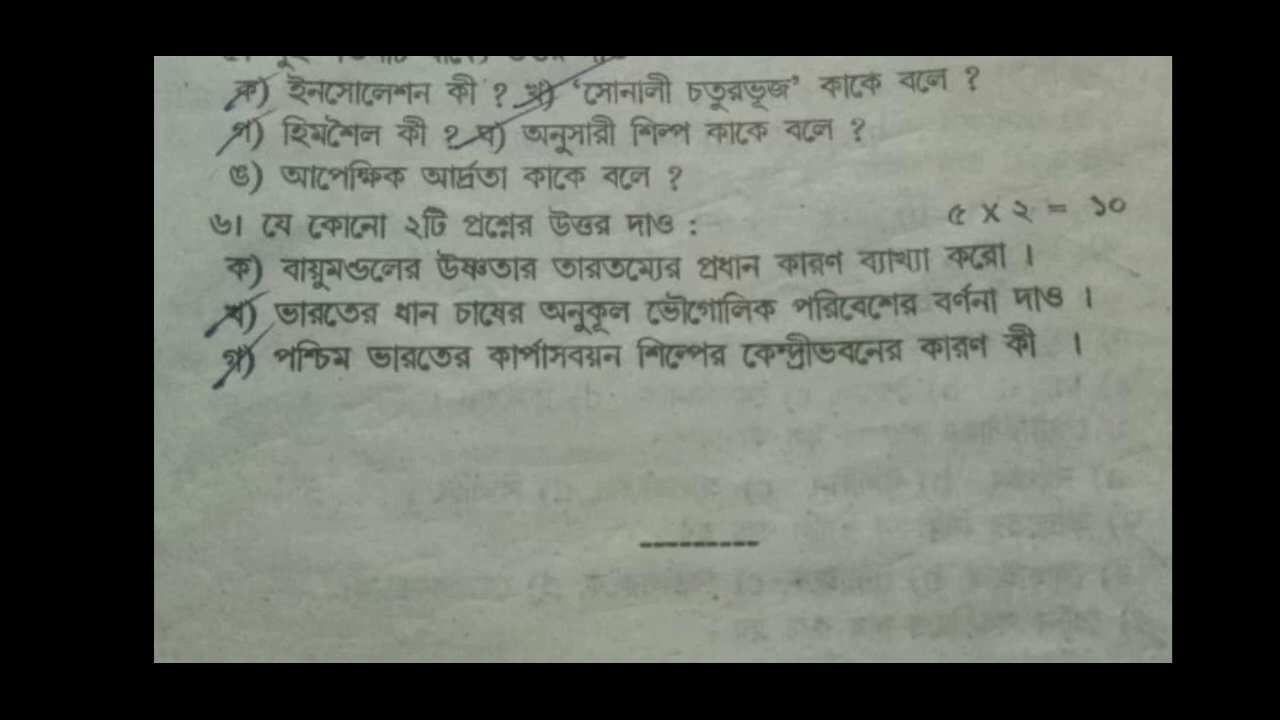 ক) ইনসোলেশন কী ? খ) 'সোনালী চতুরভূজ' কাকে বলে ?
গ) হিমশৈল কী ? ঘ) অনুসারী শিল্প কাকে বলে ?
ঙ) আপেক্ষিক আর্দ্রতা কাকে বলে ?
৬। যে কোনো ২টি প্রশ্নের উত্তর দাও : ৫ X ২ = ১০
ক) বায়ুমণ্ডলের উষ্ণতার তারতম্যের প্রধান কারণ ব্যাখ্যা করো ।
খ) ভারতের ধান চাষের অনুকূল ভৌগোলিক পরিবেশের বর্ণনা দাও ।
গ) পশ্চিম ভারতের কার্পাসবয়ন শিল্পের কেন্দ্রীভবনের কারণ কী ।